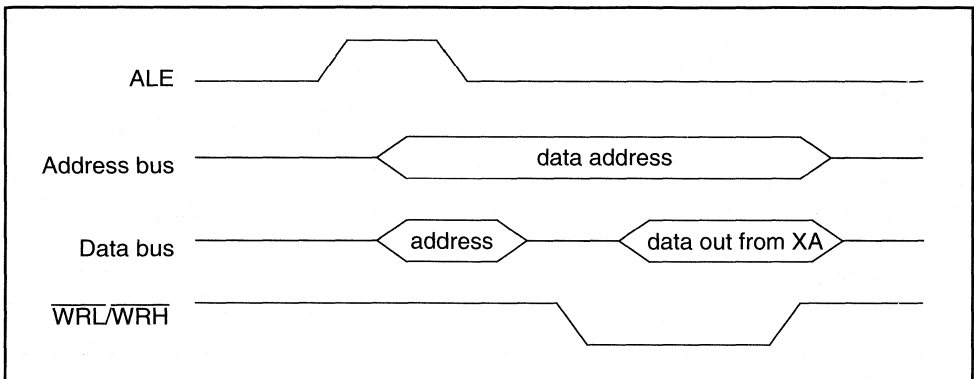 ALE
Address bus data address
Data bus address data out from XA
WRL/WRH